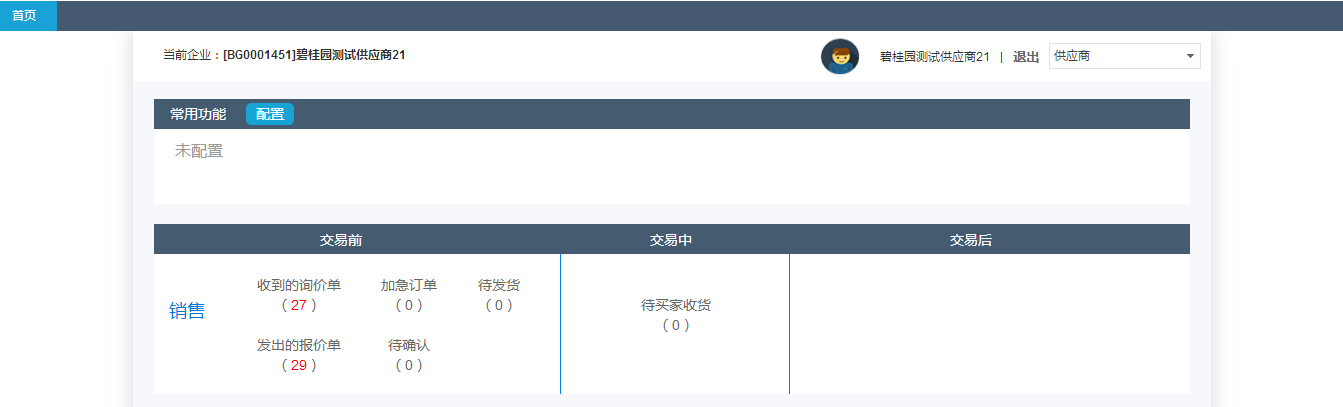 首页
当前企业：[BG0001451]碧桂园测试供应商21
碧桂园测试供应商21 | 退出 供应商
常用功能 配置
未配置
交易前 交易中 交易后
销售
收到的询价单 加急订单 待发货
（27） （0） （0）
待买家收货
（0）
发出的报价单 待确认
（29） （0）